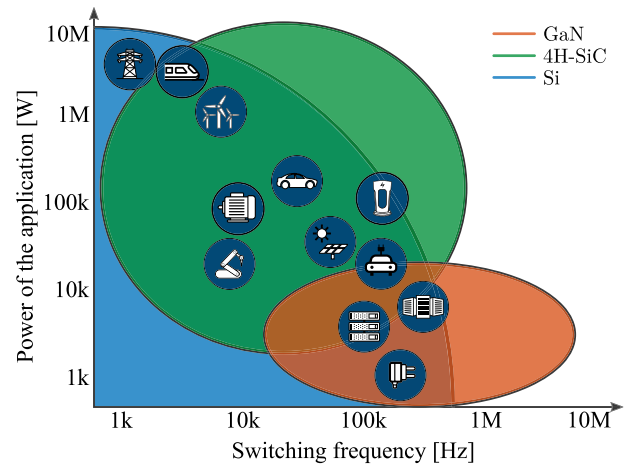 10M
1M
100k
10k
1k
Power of the application [W]
GaN
4H-SiC
Si
1k
10k
100k
1M
10M
Switching frequency [Hz]